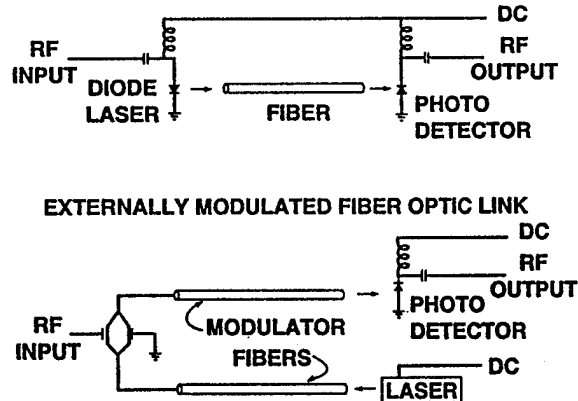 DC
RF
INPUT
RF
OUTPUT
DIODE
LASER
FIBER
PHOTO
DETECTOR
EXTERNALLY MODULATED FIBER OPTIC LINK
DC
RF
OUTPUT
PHOTO
DETECTOR
RF
INPUT
MODULATOR
FIBERS
DC
LASER